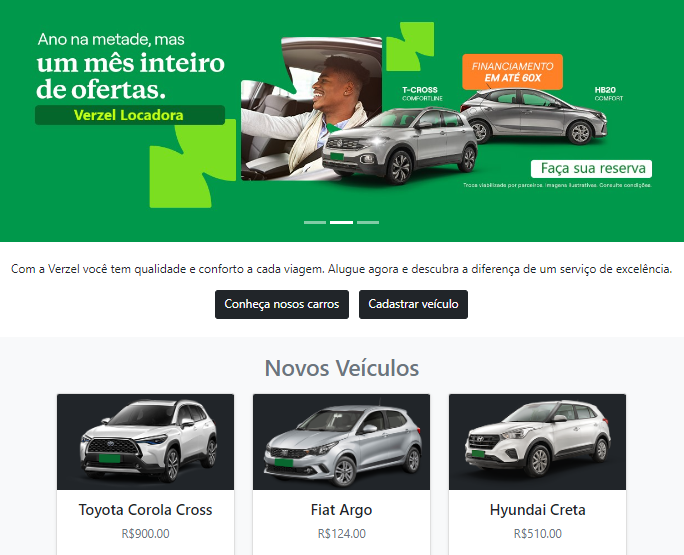 Ano na metade, mas
um mês inteiro
de ofertas.
Verzel Locadora
FINANCIAMENTO
EM ATÉ 60X
T-CROSS
COMFORTLINE
HB20
COMFORT
Faça sua reserva
Troca viabilizada por parceiros. Imagens ilustrativas. Consulte condições.
Com a Verzel você tem qualidade e conforto a cada viagem. Alugue agora e descubra a diferença de um serviço de excelência.
Conheça nosos carros
Cadastrar veículo
Novos Veículos
Toyota Corola Cross
R$900.00
Fiat Argo
R$124.00
Hyundai Creta
R$510.00